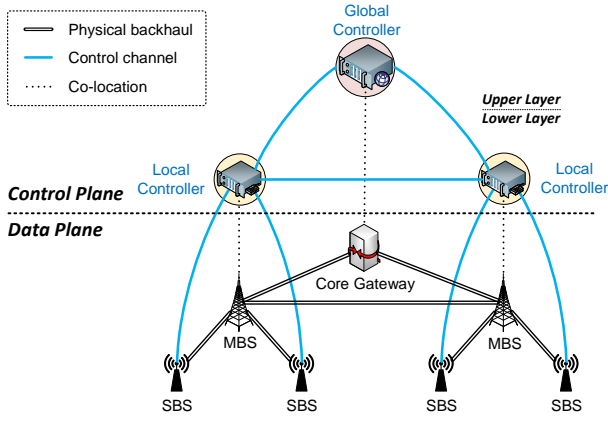 Physical backhaul
Control channel
Co-location
Global
Controller
Upper Layer
Lower Layer
Local
Controller
Local
Controller
Control Plane
Data Plane
Core Gateway
MBS
MBS
SBS
SBS
SBS
SBS